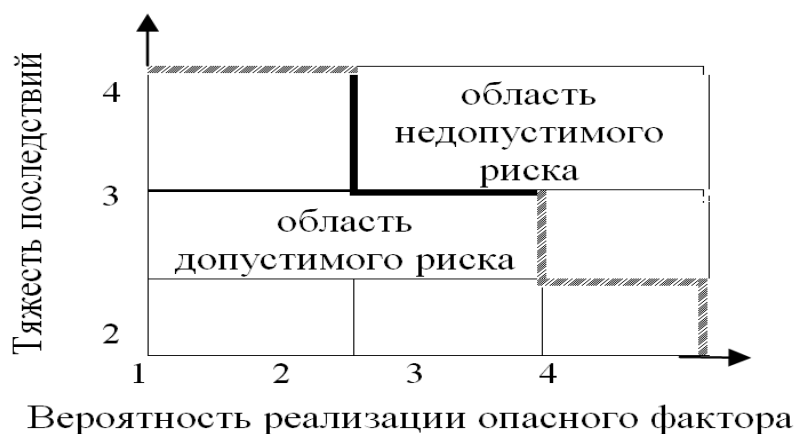 Тяжесть последствий
4
область
недопустимого
риска
3
область
допустимого риска
2
1 2 3 4
Вероятность реализации опасного фактора